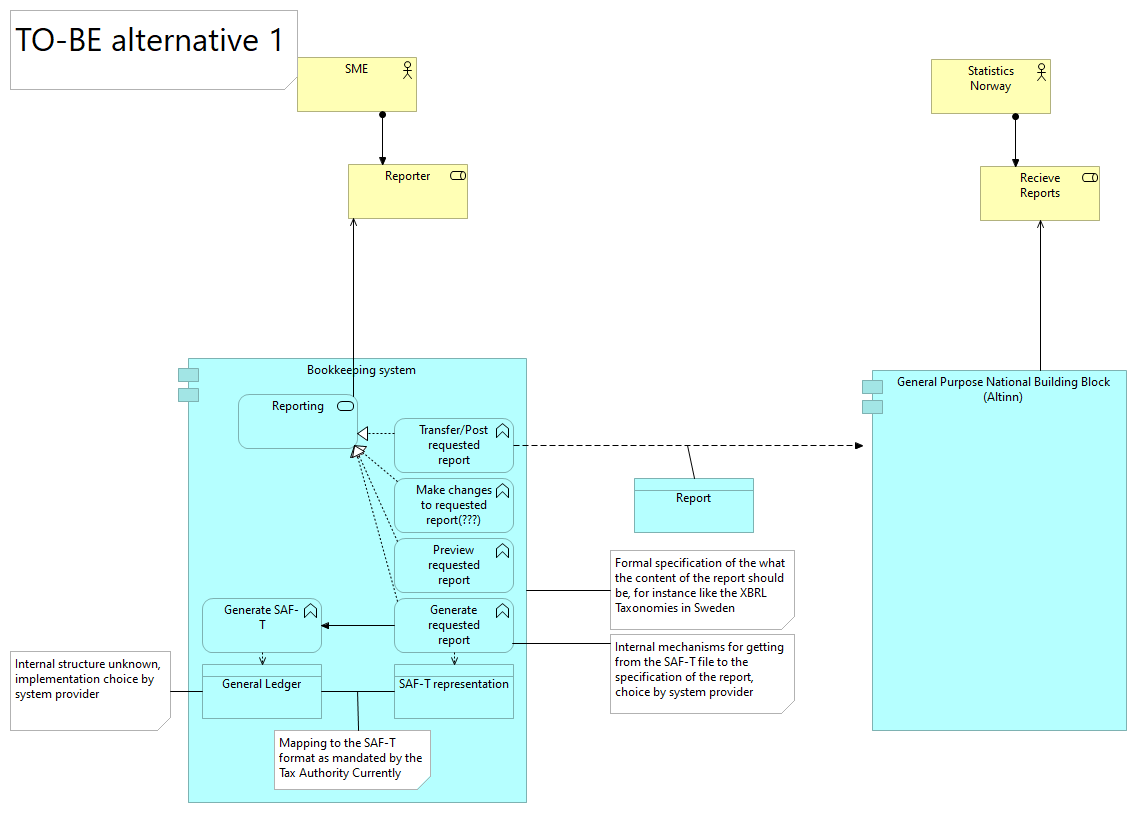 TO-BE alternative 1
SME
Statistics
Norway
Reporter
Recieve
Reports
Bookkeeping system
General Purpose National Building Block
(Altinn)
Reporting
Transfer/Post
requested
report
Make changes
to requested
report(???)
Report
Preview
requested
report
Formal specification of the what
the content of the report should
be, for instance like the XBRL
Taxonomies in Sweden
Generate SAF-
T
Generate
requested
report
Internal mechanisms for getting
from the SAF-T file to the
specification of the report,
choice by system provider
Internal structure unknown,
implementation choice by
system provider
General Ledger
SAF-T representation
Mapping to the SAF-T
format as mandated by the
Tax Authority Currently